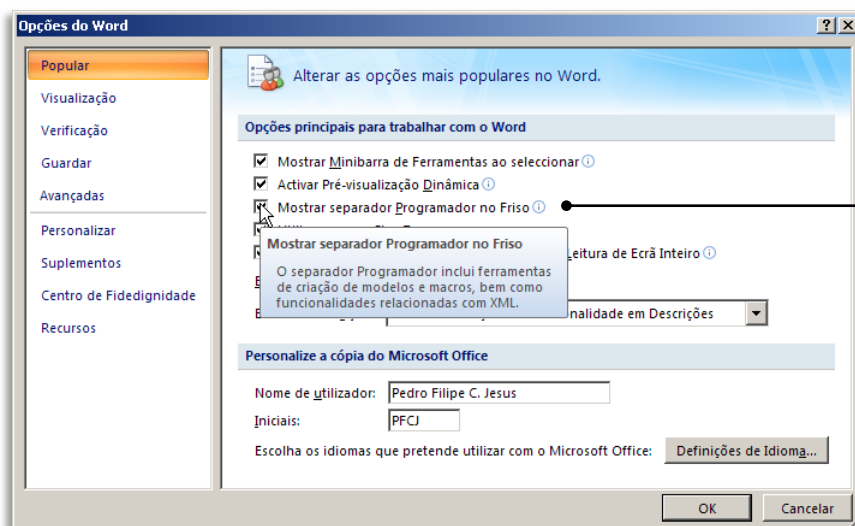 Opções do Word
Popular
Visualização
Verificação
Guardar
Avançadas
Personalizar
Suplementos
Centro de Fidedignidade
Recursos
Alterar as opções mais populares no Word.
Opções principais para trabalhar com o Word
Mostrar Minibarra de Ferramentas ao seleccionar
Activar Pré-visualização Dinâmica
Mostrar separador Programador no Friso
Mostrar separador Programador no Friso
O separador Programador inclui ferramentas
de criação de modelos e macros, bem como
funcionalidades relacionadas com XML.
Leitura de Ecrã Inteiro
em Descrições
Personalize a cópia do Microsoft Office
Nome de utilizador: Pedro Filipe C. Jesus
Iniciais: PFCJ
Escolha os idiomas que pretende utilizar com o Microsoft Office: Definições de Idioma...
OK Cancelar